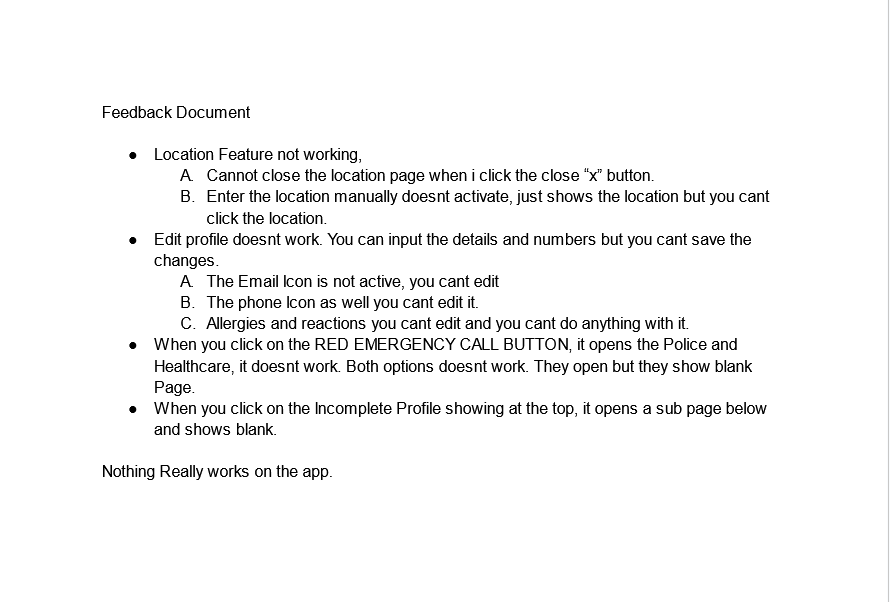 Feedback Document
● Location Feature not working,
A. Cannot close the location page when i click the close “x” button.
B. Enter the location manually doesnt activate, just shows the location but you cant
click the location.
● Edit profile doesnt work. You can input the details and numbers but you cant save the
changes.
A. The Email Icon is not active, you cant edit
B. The phone Icon as well you cant edit it.
C. Allergies and reactions you cant edit and you cant do anything with it.
● When you click on the RED EMERGENCY CALL BUTTON, it opens the Police and
Healthcare, it doesnt work. Both options doesnt work. They open but they show blank
Page.
● When you click on the Incomplete Profile showing at the top, it opens a sub page below
and shows blank.
Nothing Really works on the app.